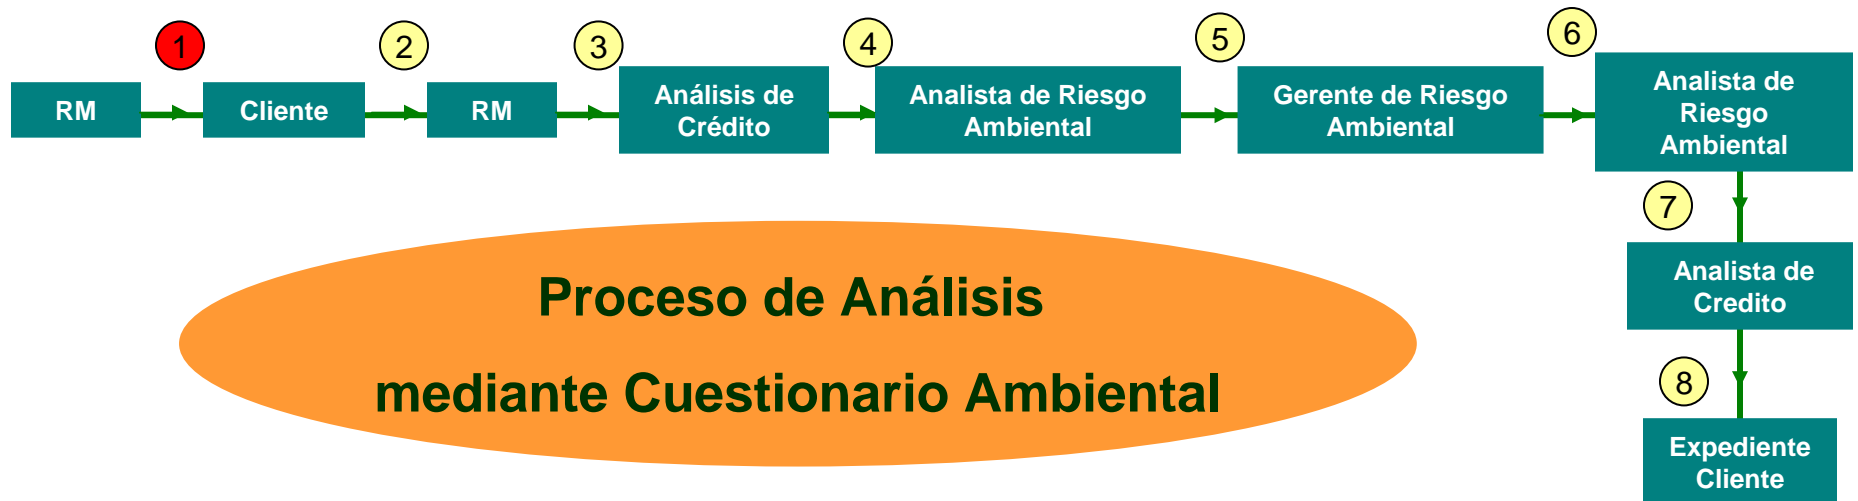 1
2
3
4
5
6
RM
Cliente
RM
Análisis de
Crédito
Analista de Riesgo
Ambiental
Gerente de Riesgo
Ambiental
Analista de
Riesgo
Ambiental
7
Analista de
Credito
8
Expediente
Cliente
Proceso de Análisis
mediante Cuestionario Ambiental